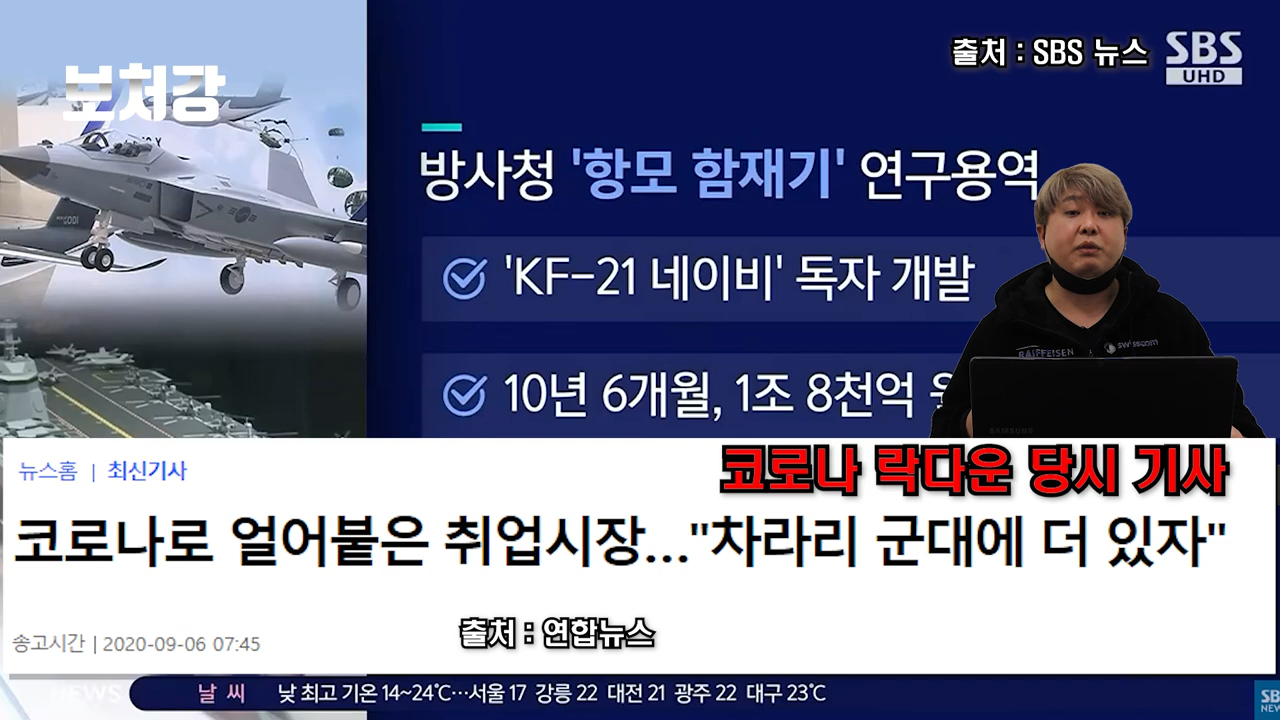 보처강
출처 : SBS 뉴스
SBS
UHD
방사청 '항모 함재기' 연구용역
'KF-21 네이비' 독자 개발
10년 6개월, 1조 8천억
RAIFFEISEN
swisscom
SAMSUNG
뉴스홈 | 최신기사
코로나 락다운 당시 기사
코로나로 얼어붙은 취업시장..."차라리 군대에 더 있자"
출처 : 연합뉴스
송고시간 | 2020-09-06 07:45
NEWS
날 씨
낮 최고 기온 14~24℃…서울 17 강릉 22 대전 21 광주 22 대구 23℃